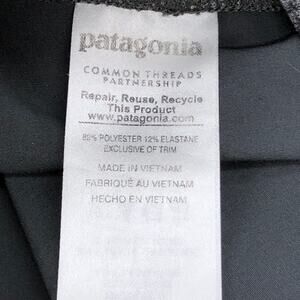 patagonia
COMMON THREADS
PARTNERSHIP
Repair, Reuse, Recycle
This Product
www.patagonia.com
88% POLYESTER 12% ELASTANE
EXCLUSIVE OF TRIM
MADE IN VIETNAM
FABRIQUÉ AU VIETNAM
HECHO EN VIETNAM